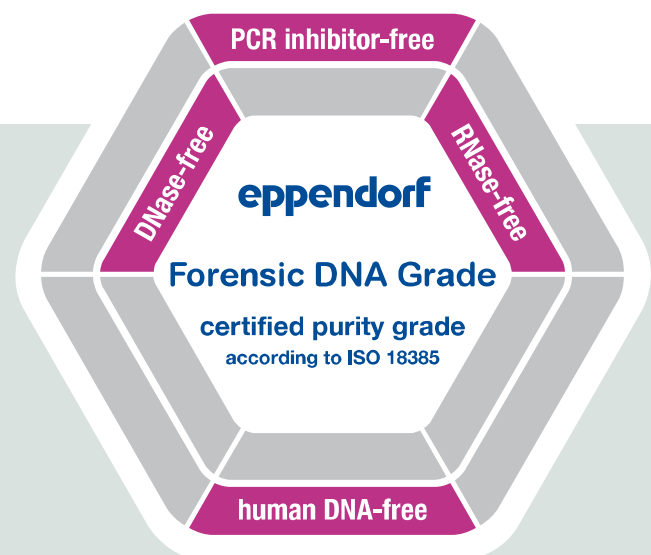 PCR inhibitor-free
DNase-free
RNase-free
eppendorf
Forensic DNA Grade
certified purity grade
according to ISO 18385
human DNA-free